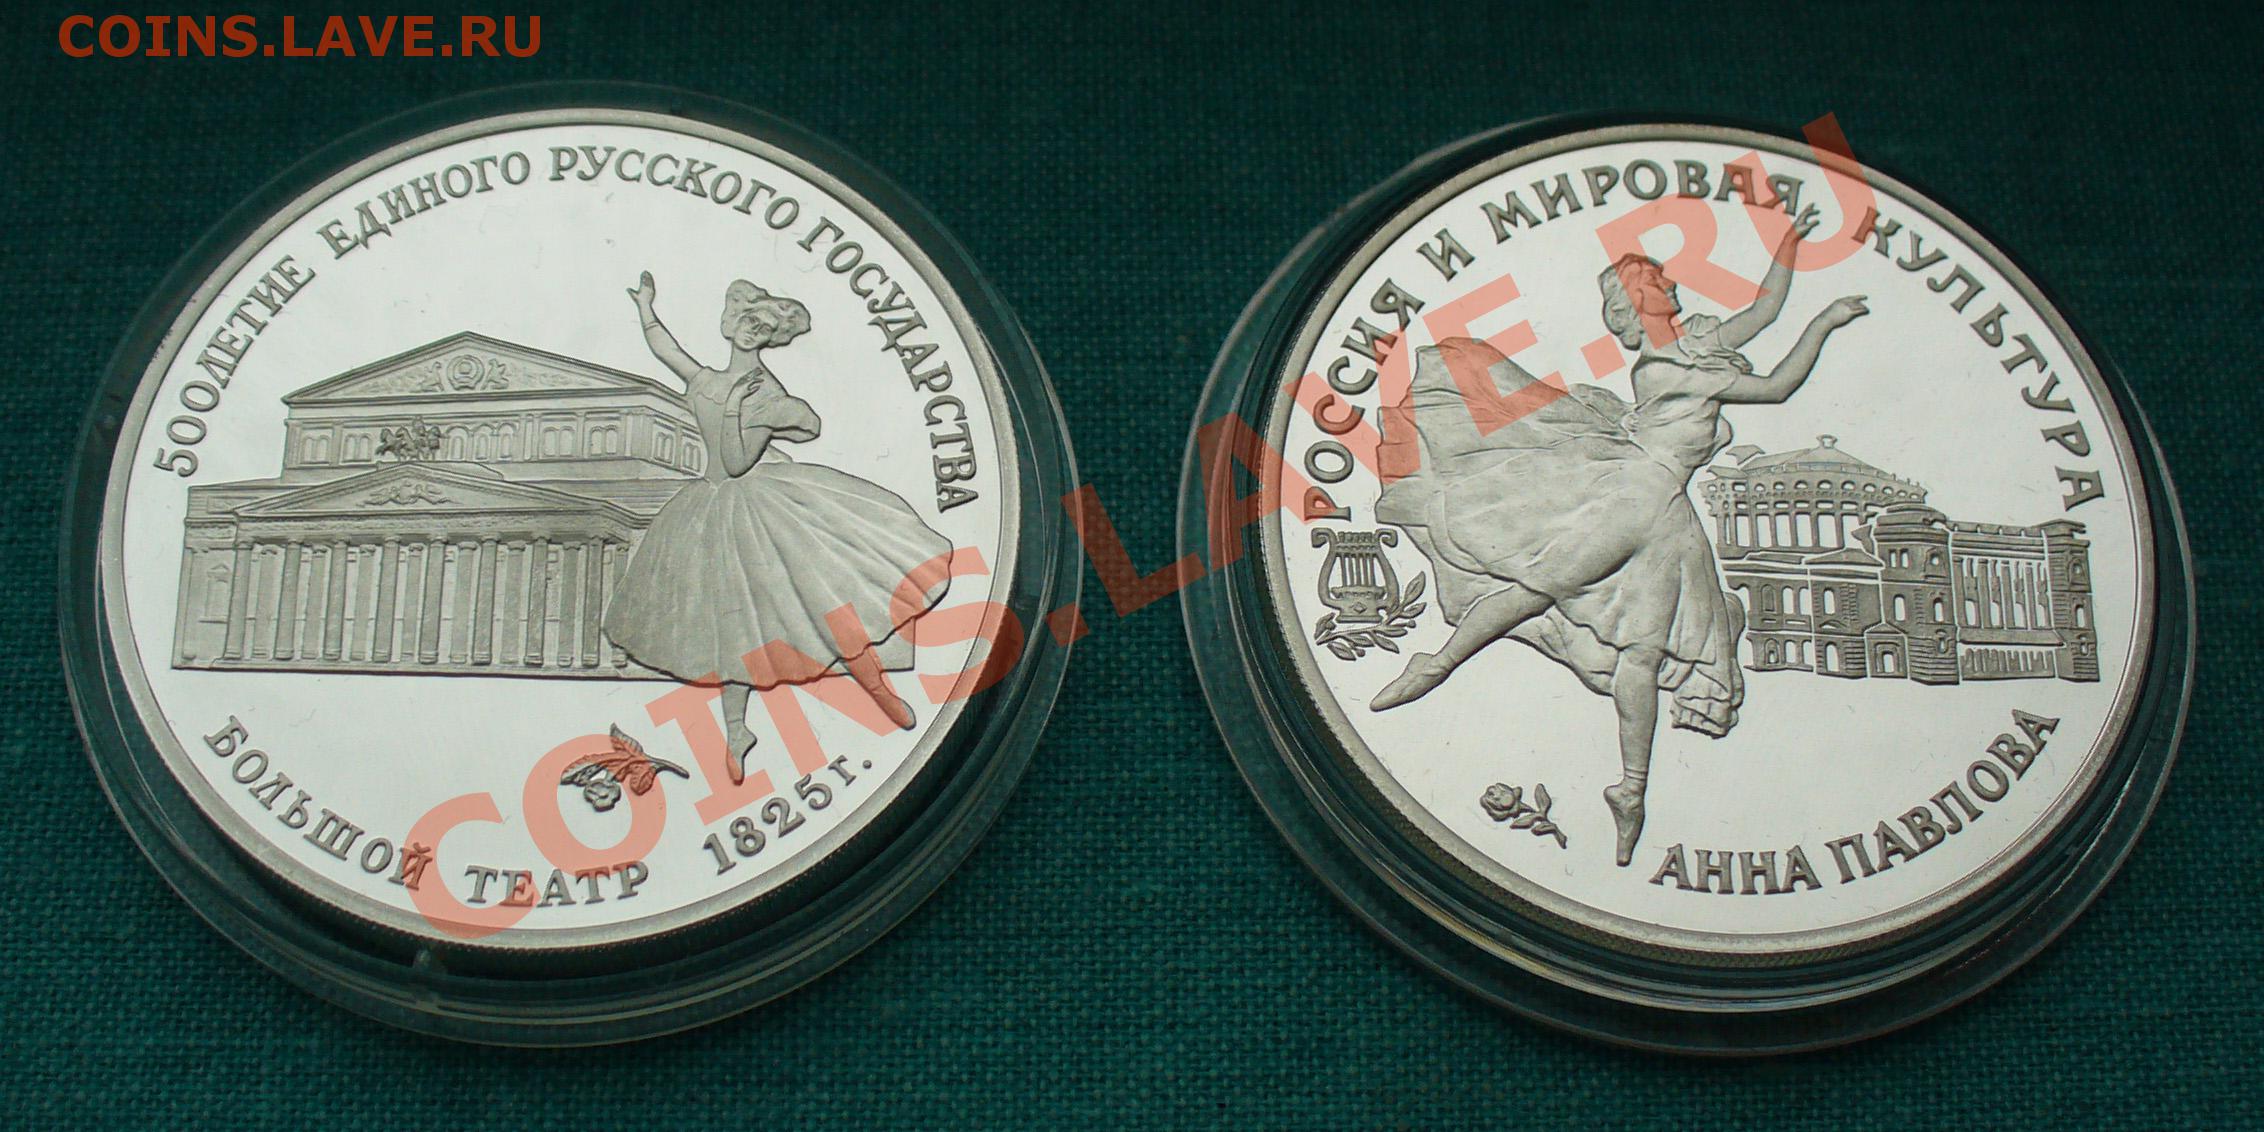 COINS.LAVE.RU
500ЛЕТИЕ ЕДИНОГО РУССКОГО ГОСУДАРСТВА
БОЛЬШОЙ ТЕАТР 1825 г.
РОССИЯ И МИРОВАЯ КУЛЬТУРА
АННА ПАВЛОВА
COINS.LAVE.RU